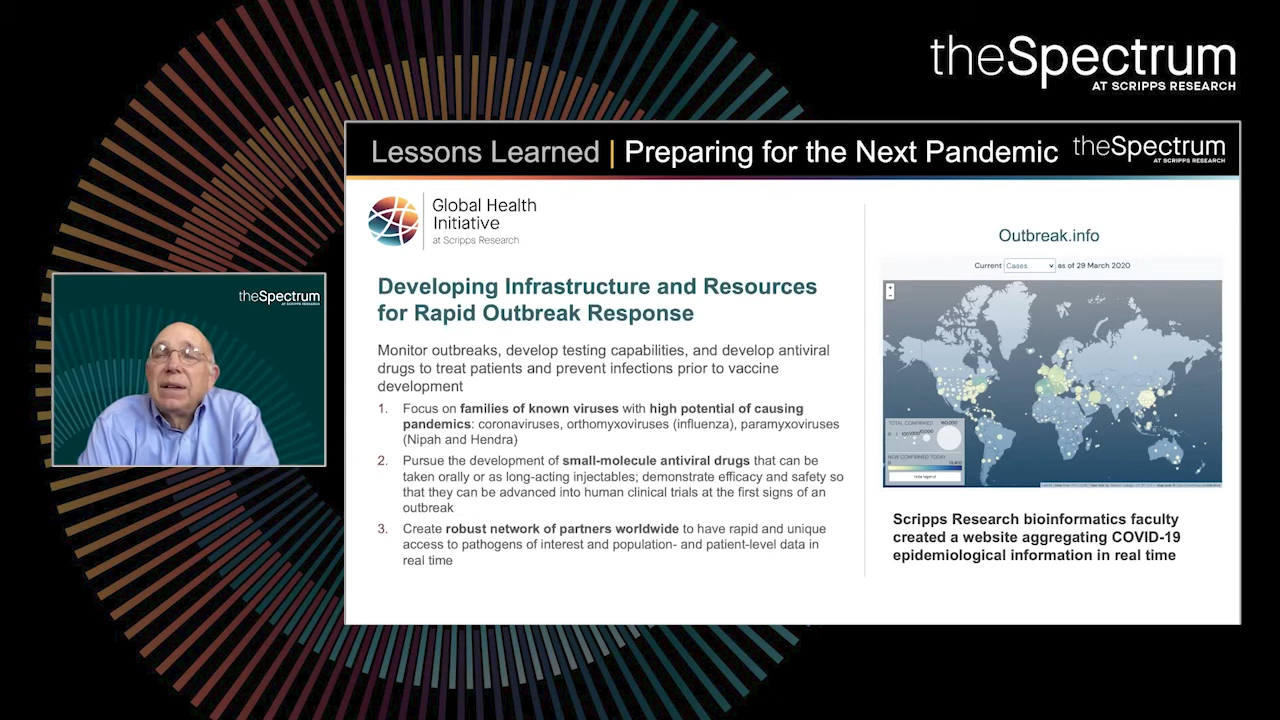 theSpectrum
AT SCRIPPS RESEARCH
Lessons Learned | Preparing for the Next Pandemic
theSpectrum
AT SCRIPPS RESEARCH
Global Health
Initiative
at Scripps Research
Developing Infrastructure and Resources
for Rapid Outbreak Response
Monitor outbreaks, develop testing capabilities, and develop antiviral
drugs to treat patients and prevent infections prior to vaccine
development
1. Focus on families of known viruses with high potential of causing
pandemics: coronaviruses, orthomyxoviruses (influenza), paramyxoviruses
(Nipah and Hendra)
2. Pursue the development of small-molecule antiviral drugs that can be
taken orally or as long-acting injectables; demonstrate efficacy and safety so
that they can be advanced into human clinical trials at the first signs of an
outbreak
3. Create robust network of partners worldwide to have rapid and unique
access to pathogens of interest and population- and patient-level data in
real time
Outbreak.info
Current Cases as of 29 March 2020
+
-
TOTAL CONFIRMED
NEW CONFIRMED TODAY
hide legend
Scripps Research bioinformatics faculty
created a website aggregating COVID-19
epidemiological information in real time
theSpectrum
AT SCRIPPS RESEARCH